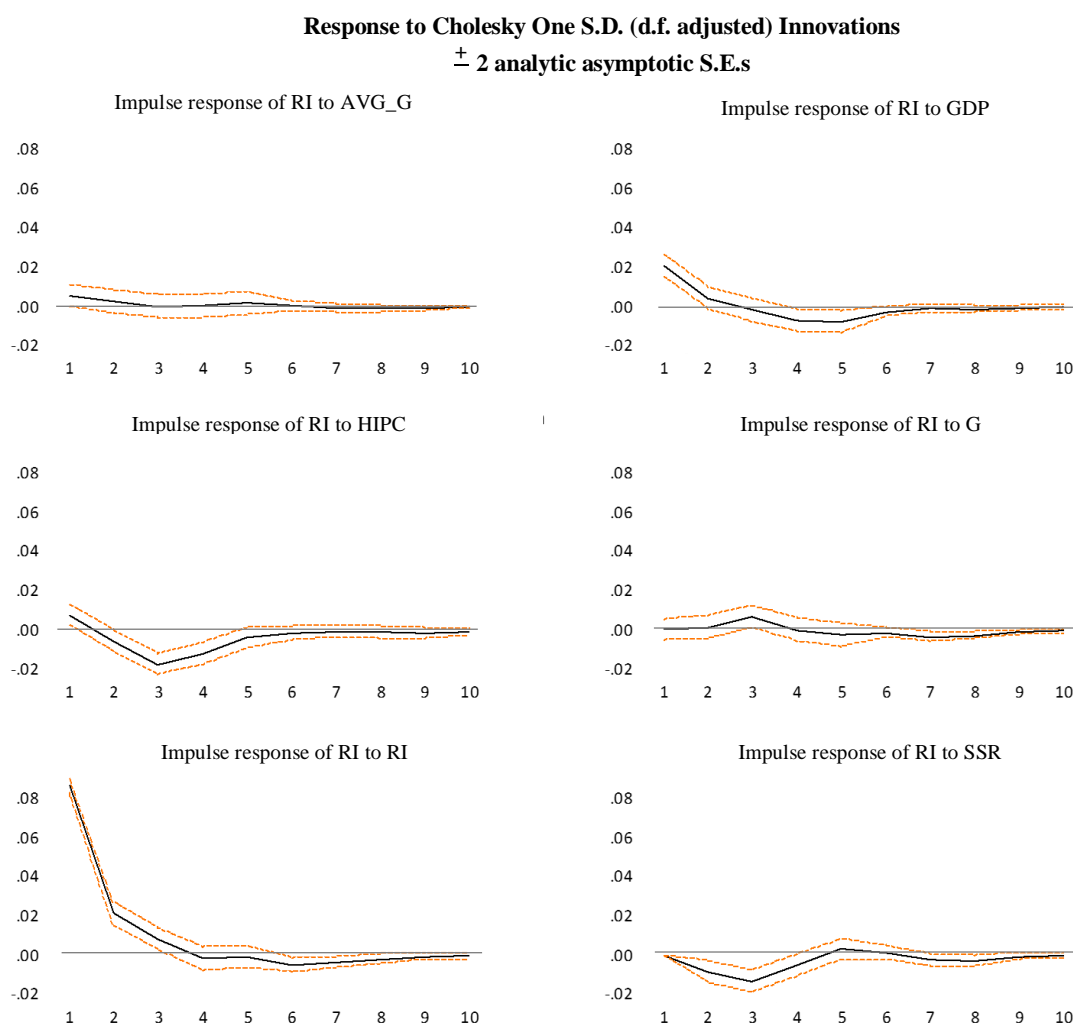 Response to Cholesky One S.D. (d.f. adjusted) Innovations
± 2 analytic asymptotic S.E.s
Impulse response of RI to AVG_G
.08
.06
.04
.02
.00
-.02
1 2 3 4 5 6 7 8 9 10
Impulse response of RI to GDP
.08
.06
.04
.02
.00
-.02
1 2 3 4 5 6 7 8 9 10
Impulse response of RI to HIPC
.08
.06
.04
.02
.00
-.02
1 2 3 4 5 6 7 8 9 10
Impulse response of RI to G
.08
.06
.04
.02
.00
-.02
1 2 3 4 5 6 7 8 9 10
Impulse response of RI to RI
.08
.06
.04
.02
.00
-.02
1 2 3 4 5 6 7 8 9 10
Impulse response of RI to SSR
.08
.06
.04
.02
.00
-.02
1 2 3 4 5 6 7 8 9 10